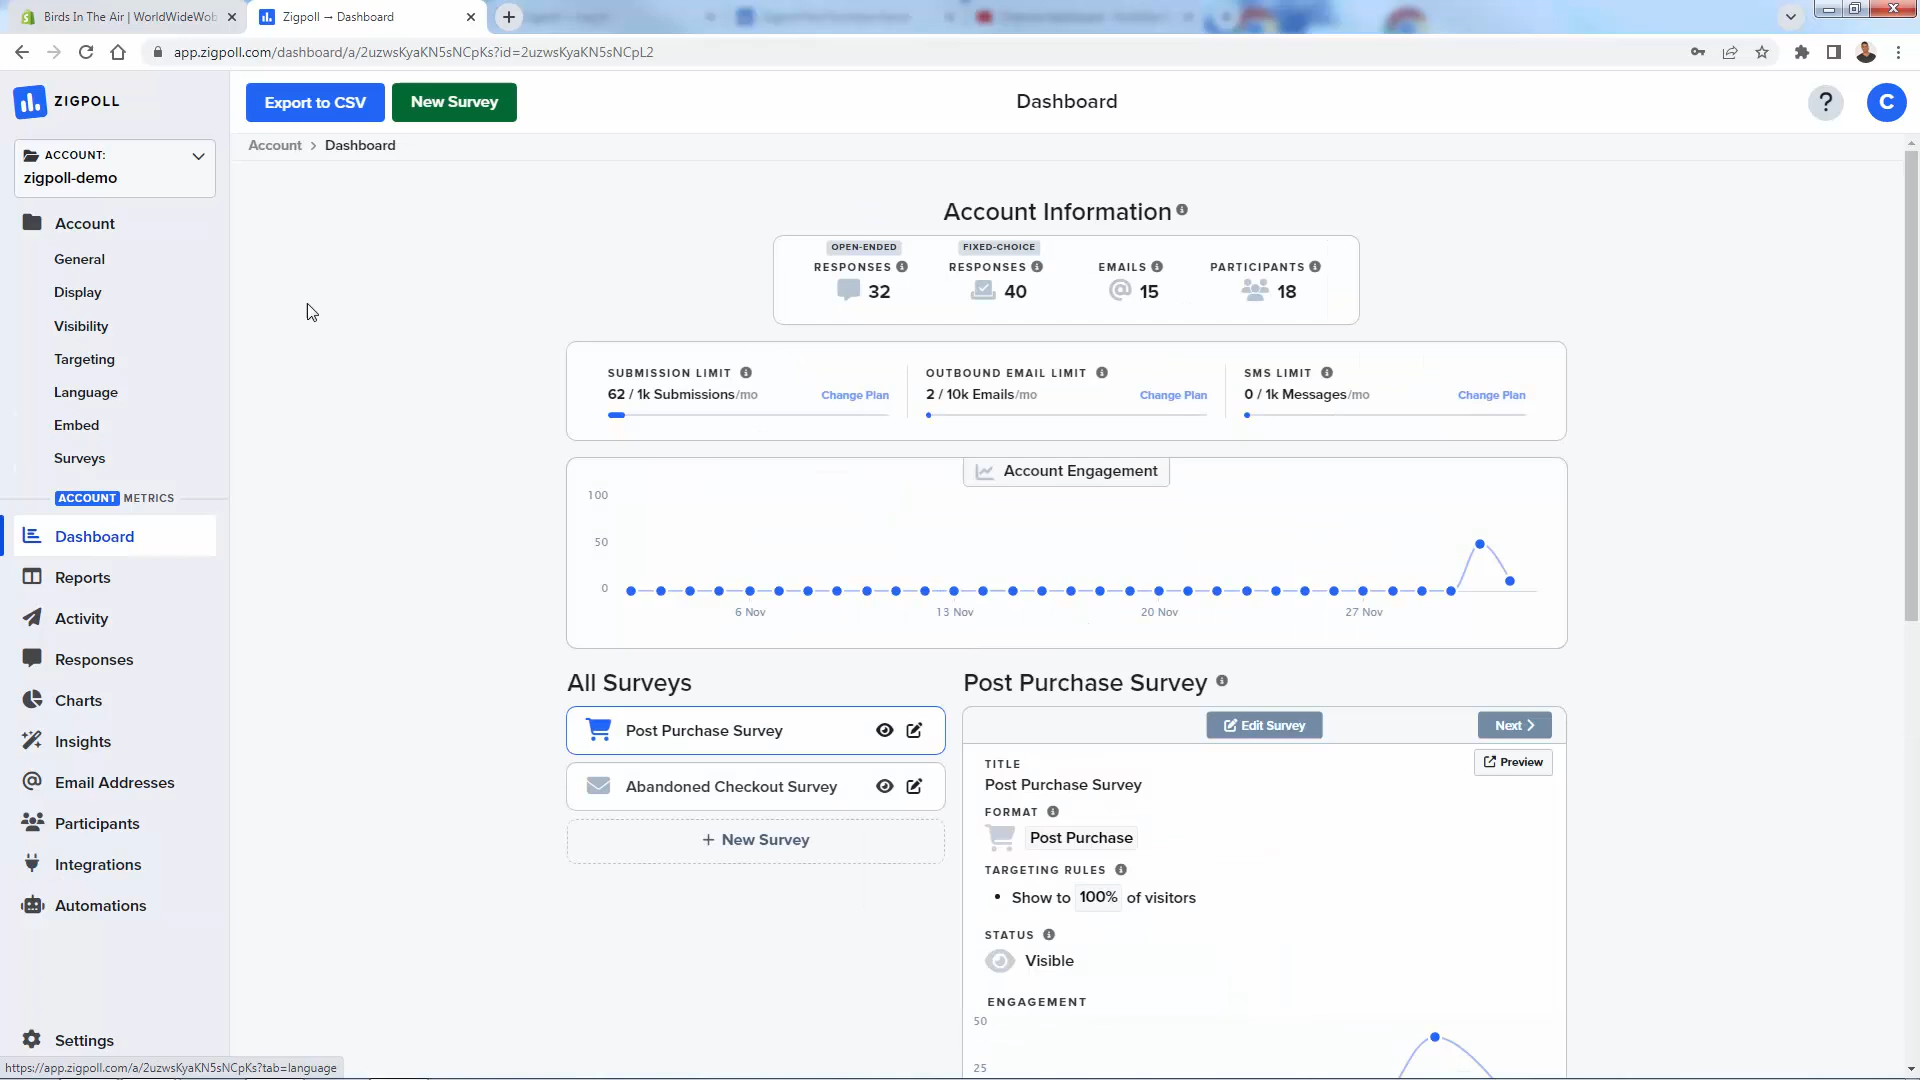 Birds In The Air | WorldWideWob
Zigpoll → Dashboard
app.zigpoll.com/dashboard/a/2uzwsKyaKN5sNCpKs?id=2uzwsKyaKN5sNCpL2
ZIGPOLL
Export to CSV
New Survey
Dashboard
?
C
Account > Dashboard
ACCOUNT:
zigpoll-demo
Account
General
Display
Visibility
Targeting
Language
Embed
Surveys
ACCOUNT METRICS
Dashboard
Reports
Activity
Responses
Charts
Insights
Email Addresses
Participants
Integrations
Automations
Settings
https://app.zigpoll.com/a/2uzwsKyaKN5sNCpKs?tab=language
Account Information
OPEN-ENDED
RESPONSES
32
FIXED-CHOICE
RESPONSES
40
EMAILS
15
PARTICIPANTS
18
SUBMISSION LIMIT
62 / 1k Submissions/mo
Change Plan
OUTBOUND EMAIL LIMIT
2 / 10k Emails/mo
Change Plan
SMS LIMIT
0 / 1k Messages/mo
Change Plan
Account Engagement
100
50
0
6 Nov
13 Nov
20 Nov
27 Nov
All Surveys
Post Purchase Survey
Abandoned Checkout Survey
+ New Survey
Post Purchase Survey
Edit Survey
Next >
Preview
TITLE
Post Purchase Survey
FORMAT
Post Purchase
TARGETING RULES
• Show to 100% of visitors
STATUS
Visible
ENGAGEMENT
50
25